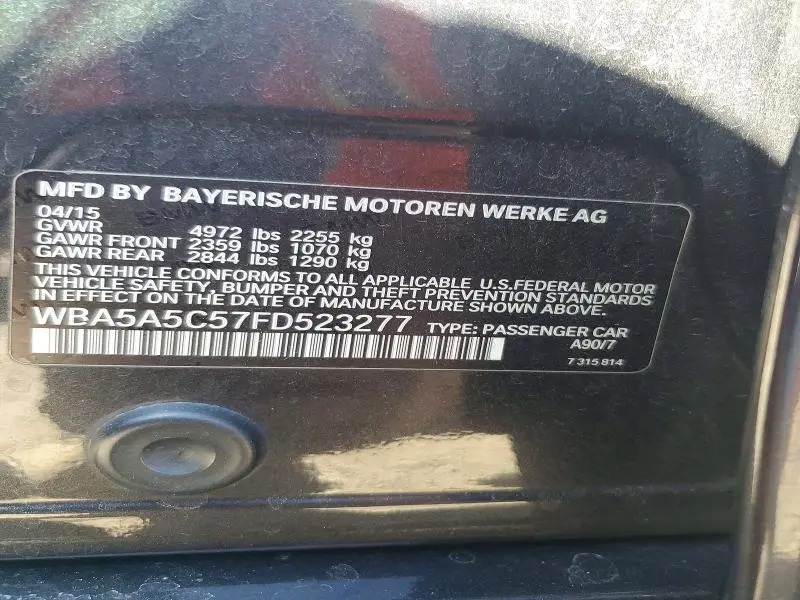 MFD BY BAYERISCHE MOTOREN WERKE AG
04/15
GVWR 4972 lbs 2255 kg
GAWR FRONT 2359 lbs 1070 kg
GAWR REAR 2844 lbs 1290 kg
THIS VEHICLE CONFORMS TO ALL APPLICABLE U.S.FEDERAL MOTOR
VEHICLE SAFETY, BUMPER AND THEFT PREVENTION STANDARDS
IN EFFECT ON THE DATE OF MANUFACTURE SHOWN ABOVE.
WBA5A5C57FD523277 TYPE: PASSENGER CAR
A90/7
7 315 814